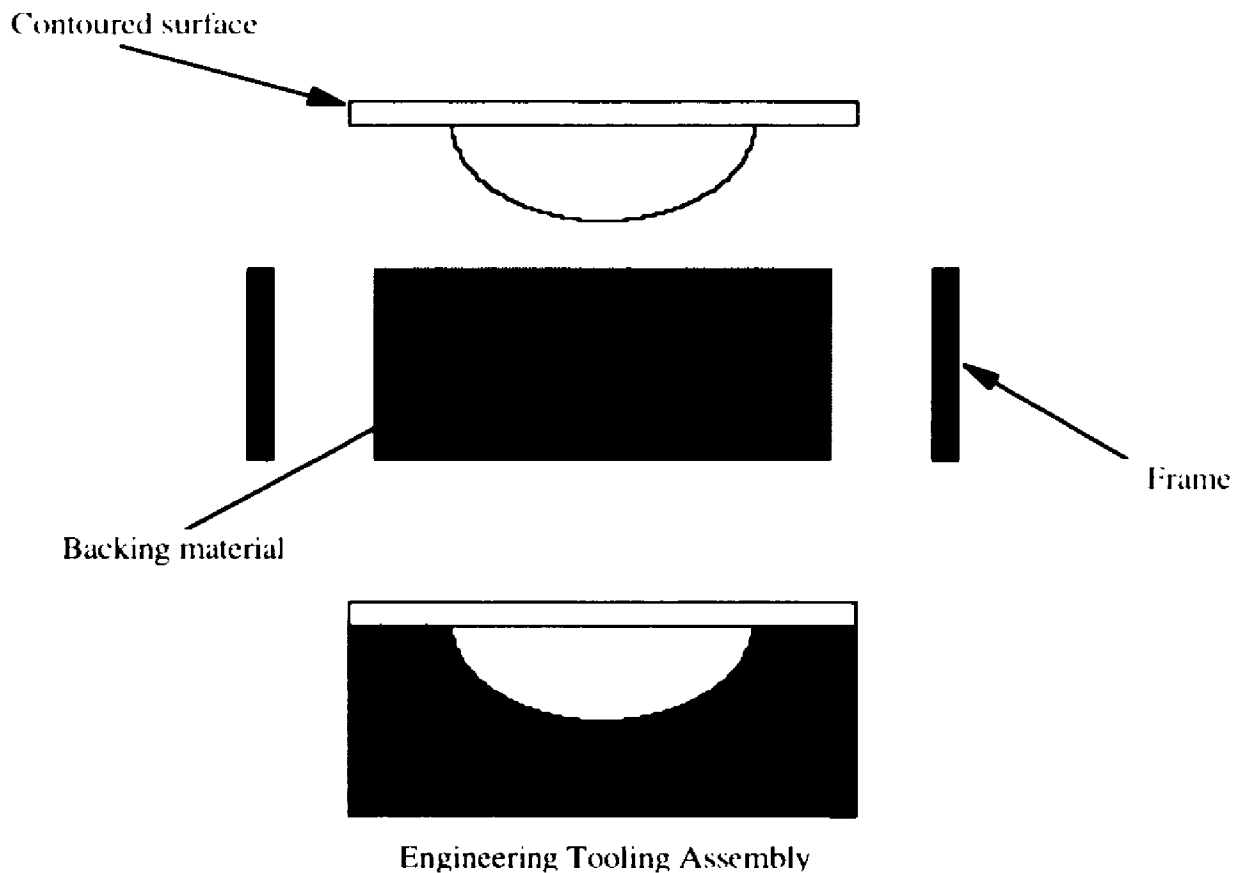 Contoured surface
Frame
Backing material
Engineering Tooling Assembly